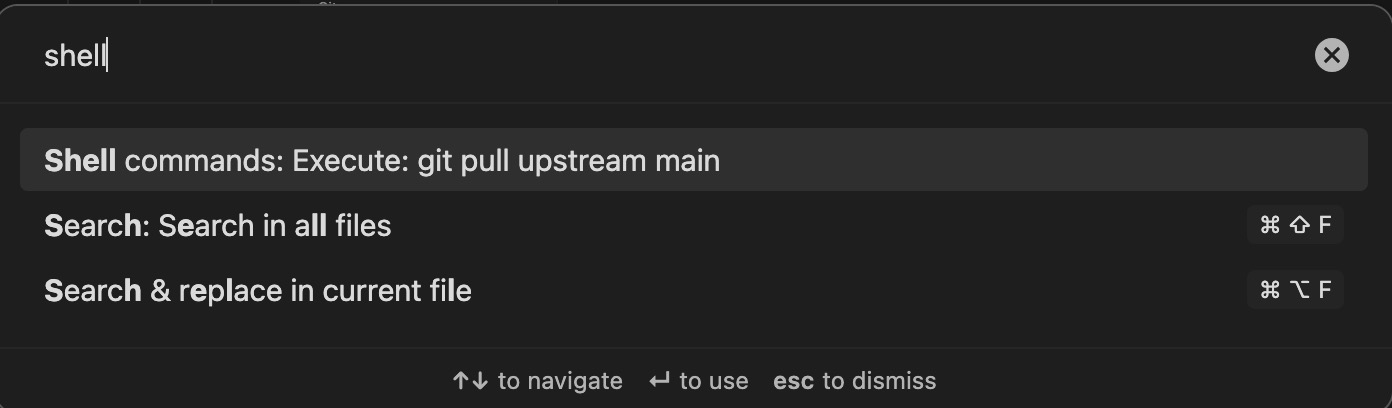 shell
Shell commands: Execute: git pull upstream main
Search: Search in all files ⌘ ⇧ F
Search & replace in current file ⌘ ⌥ F
↑↓ to navigate ↵ to use esc to dismiss